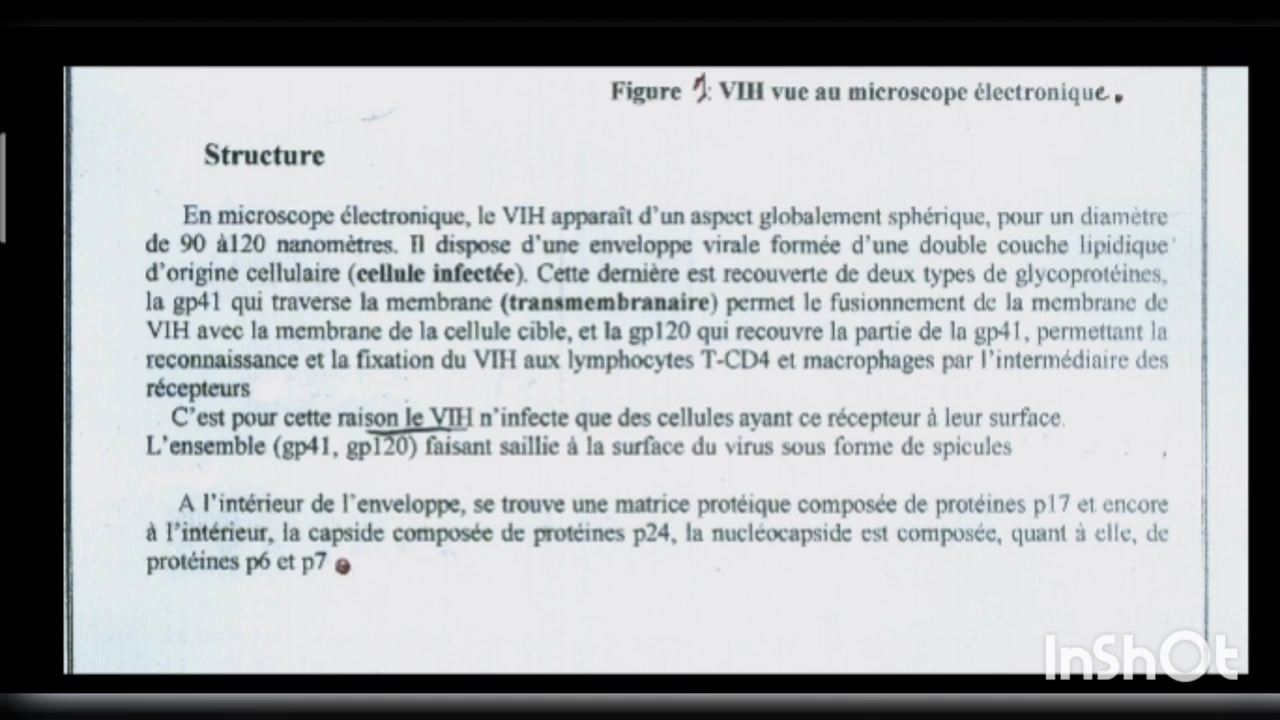 Figure 1: VIH vue au microscope électronique.
Structure
En microscope électronique, le VIH apparaît d'un aspect globalement sphérique, pour un diamètre
de 90 à120 nanomètres. Il dispose d'une enveloppe virale formée d'une double couche lipidique
d'origine cellulaire (cellule infectée). Cette dernière est recouverte de deux types de glycoprotéines,
la gp41 qui traverse la membrane (transmembranaire) permet le fusionnement de la membrane de
VIH avec la membrane de la cellule cible, et la gp120 qui recouvre la partie de la gp41, permettant la
reconnaissance et la fixation du VIH aux lymphocytes T-CD4 et macrophages par l'intermédiaire des
récepteurs
C'est pour cette raison le VIH n'infecte que des cellules ayant ce récepteur à leur surface.
L'ensemble (gp41, gp120) faisant saillie à la surface du virus sous forme de spicules
A l'intérieur de l'enveloppe, se trouve une matrice protéique composée de protéines p17 et encore
à l'intérieur, la capside composée de protéines p24, la nucléocapside est composée, quant à elle, de
protéines p6 et p7.
InShOt